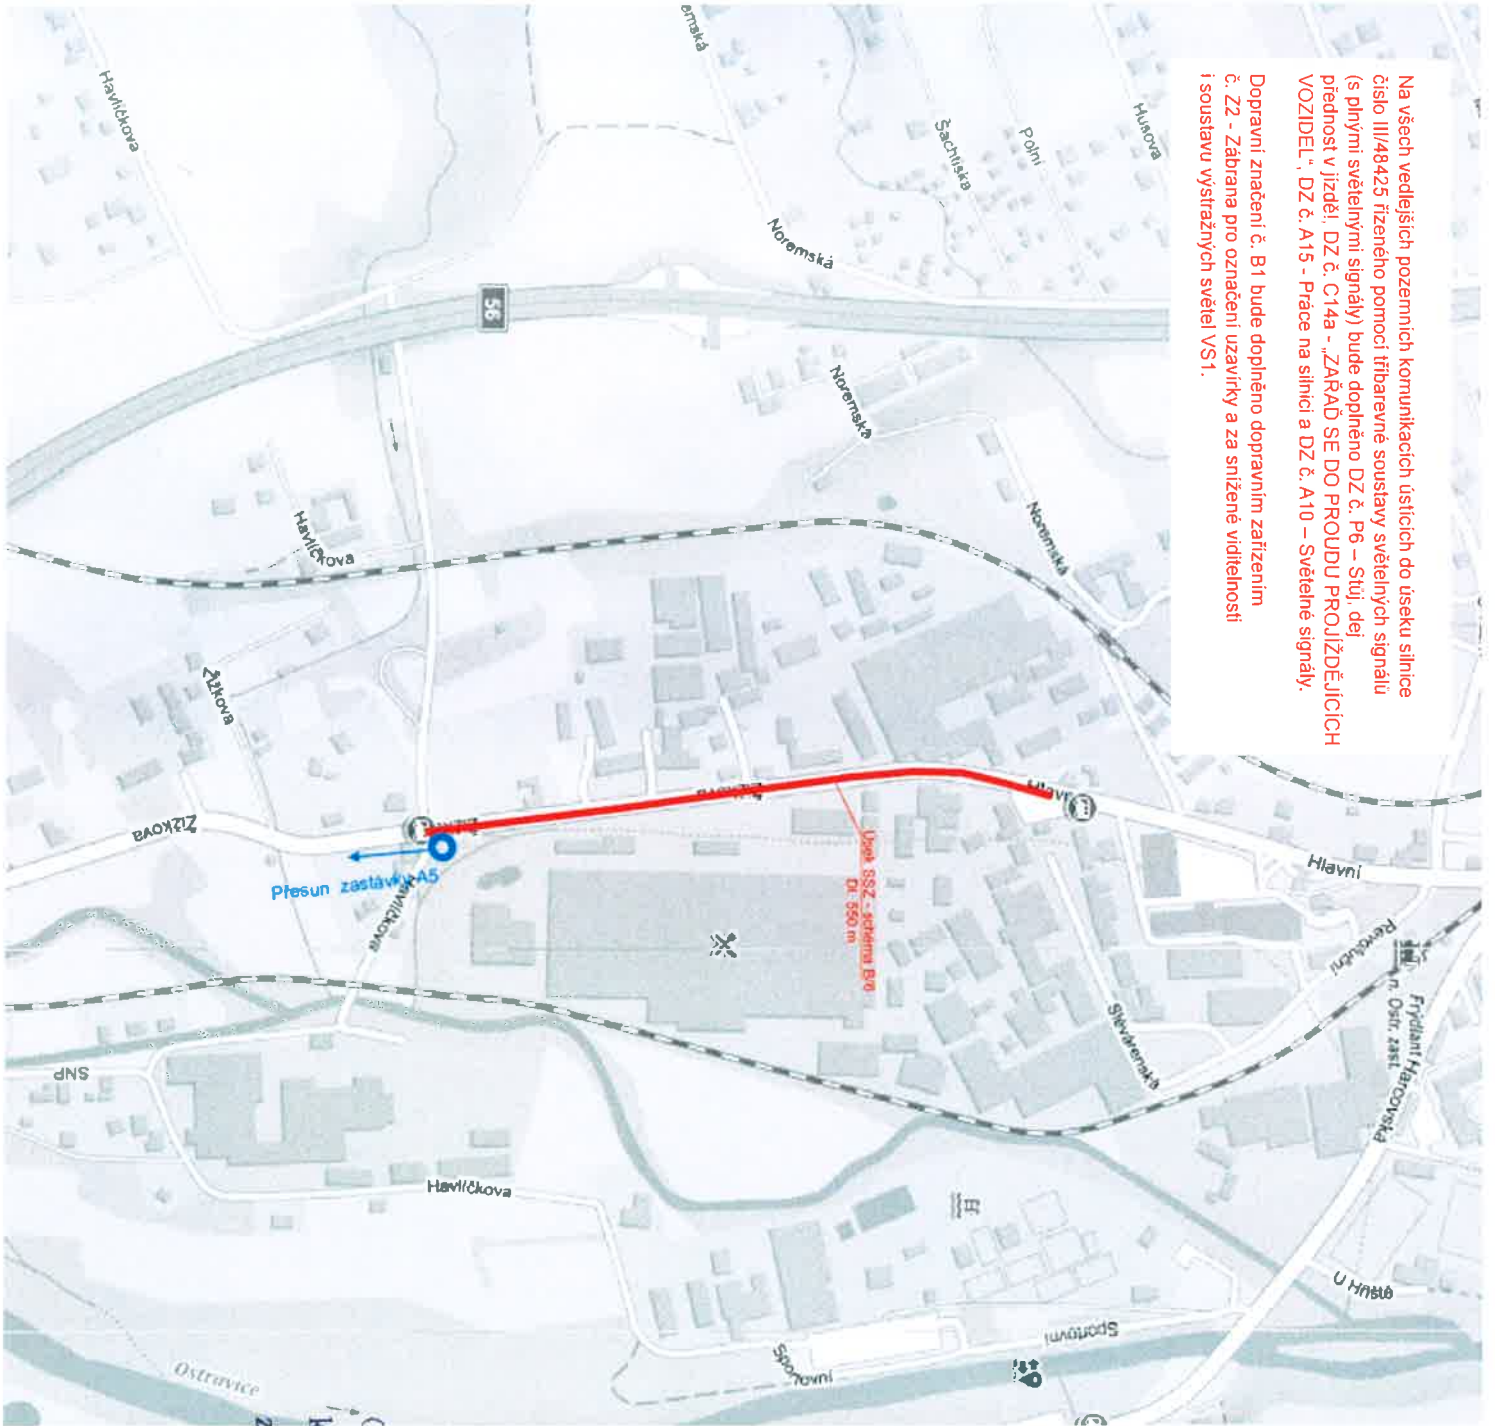 Na všech vedlejších pozemních komunikacích ústících do úseku silnice
číslo III/48425 řízeného pomocí tříbarevné soustavy světelných signálů
(s plnými světelnými signály) bude doplněno DZ č. P6 – Stůj, dej
přednost v jízdě!, DZ č. C14a - „ZAŘAĎ SE DO PROUDU PROJÍŽDĚJÍCÍCH
VOZIDEL“, DZ č. A15 - Práce na silnici a DZ č. A10 – Světelné signály.
Dopravní značení č. B1 bude doplněno dopravním zařízením
č. Z2 - Zábrana pro označení uzavírky a za snížené viditelnosti
i soustavu výstražných světel VS1.
Husova
Polní
Šachtiska
emská
Noremská
Noremská
Noremská
Havlíčkova
56
Havlíčkova
Žižkova
Žižkova
Hlavní
Hlavní
Úsek SSZ - schéma B/6
Dl. 550 m
Přesun zastávky A5
Havlíčkova
Revoluční
Frýdlant
n. Ostr. zast.
Harcovská
Slévárenská
SNP
Havlíčkova
U Hřiště
Sportovní
Sportovní
Ostravice